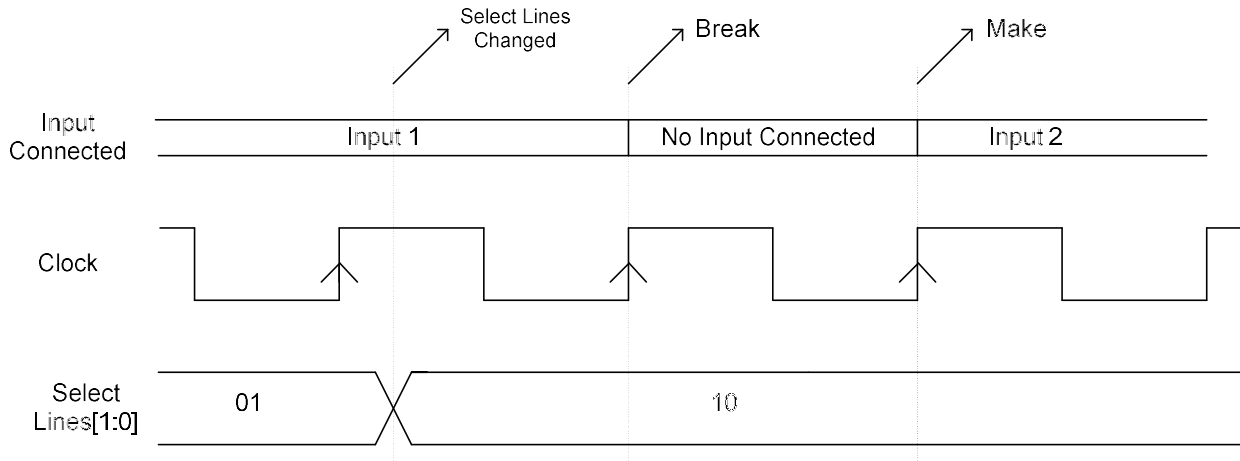 Select Lines
Changed
Break
Make
Input
Connected
Input 1
No Input Connected
Input 2
Clock
Select
Lines[1:0]
01
10